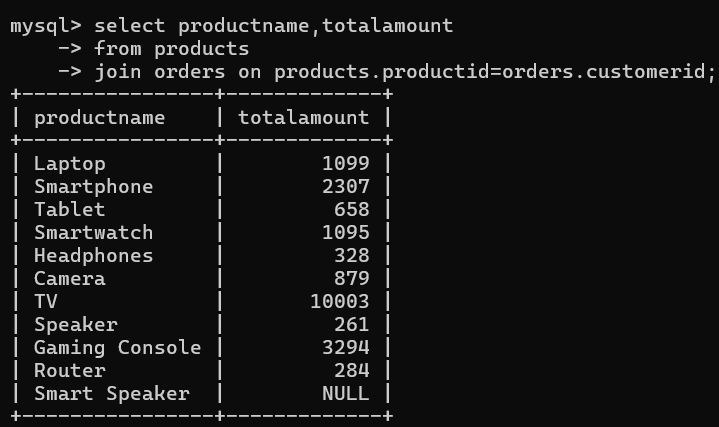 mysql> select productname,totalamount
    -> from products
    -> join orders on products.productid=orders.customerid;
+----------------+-------------+
| productname    | totalamount |
+----------------+-------------+
| Laptop         |        1099 |
| Smartphone     |        2307 |
| Tablet         |         658 |
| Smartwatch     |        1095 |
| Headphones     |         328 |
| Camera         |         879 |
| TV             |       10003 |
| Speaker        |         261 |
| Gaming Console |        3294 |
| Router         |         284 |
| Smart Speaker  |        NULL |
+----------------+-------------+